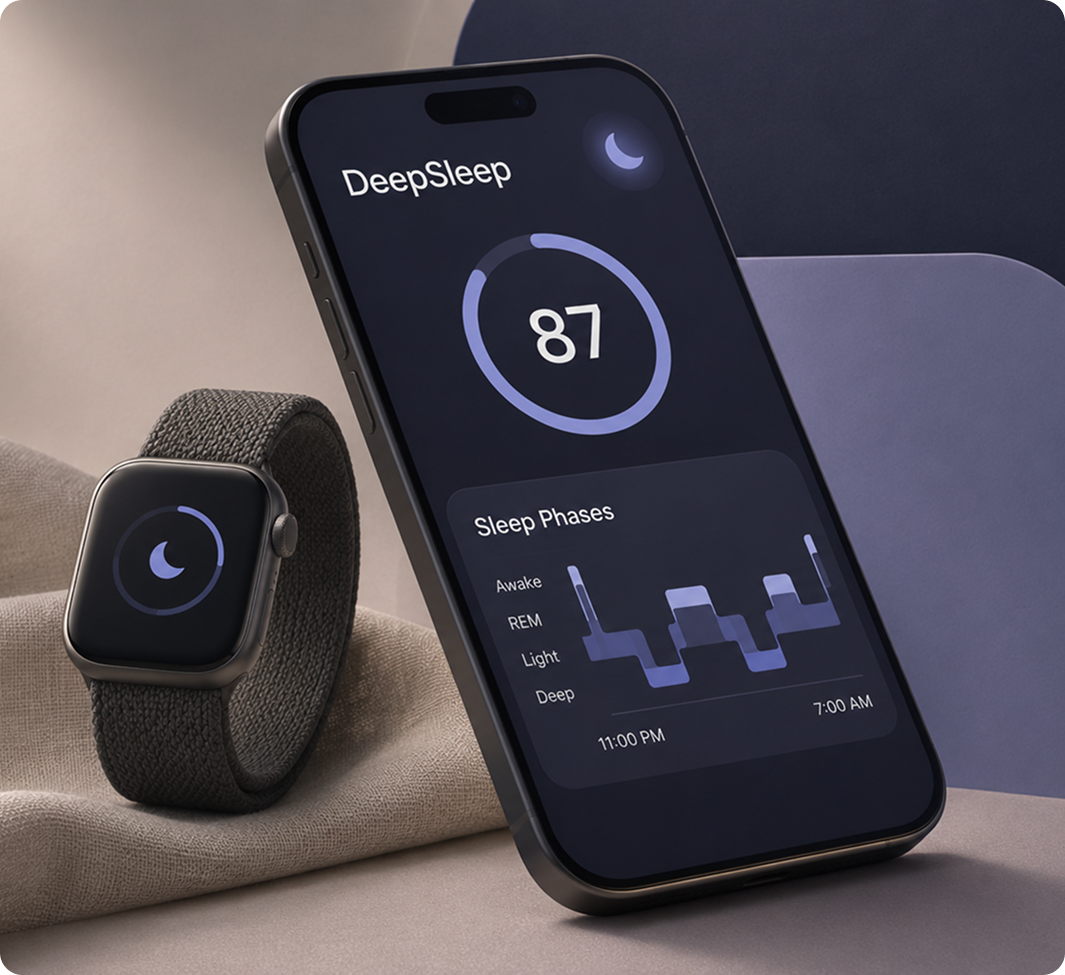 DeepSleep
87
Sleep Phases
Awake
REM
Light
Deep
11:00 PM
7:00 AM